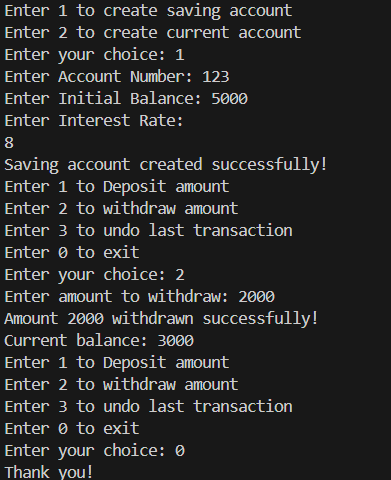 Enter 1 to create saving account
Enter 2 to create current account
Enter your choice: 1
Enter Account Number: 123
Enter Initial Balance: 5000
Enter Interest Rate:
8
Saving account created successfully!
Enter 1 to Deposit amount
Enter 2 to withdraw amount
Enter 3 to undo last transaction
Enter 0 to exit
Enter your choice: 2
Enter amount to withdraw: 2000
Amount 2000 withdrawn successfully!
Current balance: 3000
Enter 1 to Deposit amount
Enter 2 to withdraw amount
Enter 3 to undo last transaction
Enter 0 to exit
Enter your choice: 0
Thank you!